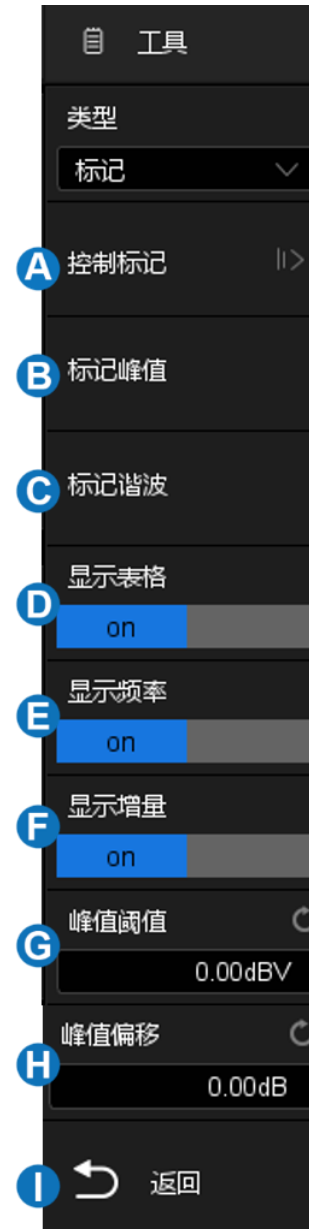 工具
类型
标记
A 控制标记
B 标记峰值
C 标记谐波
显示表格
D
on
显示频率
E
on
显示增量
F
on
峰值阈值
G
0.00dBV
峰值偏移
H
0.00dB
I 返回